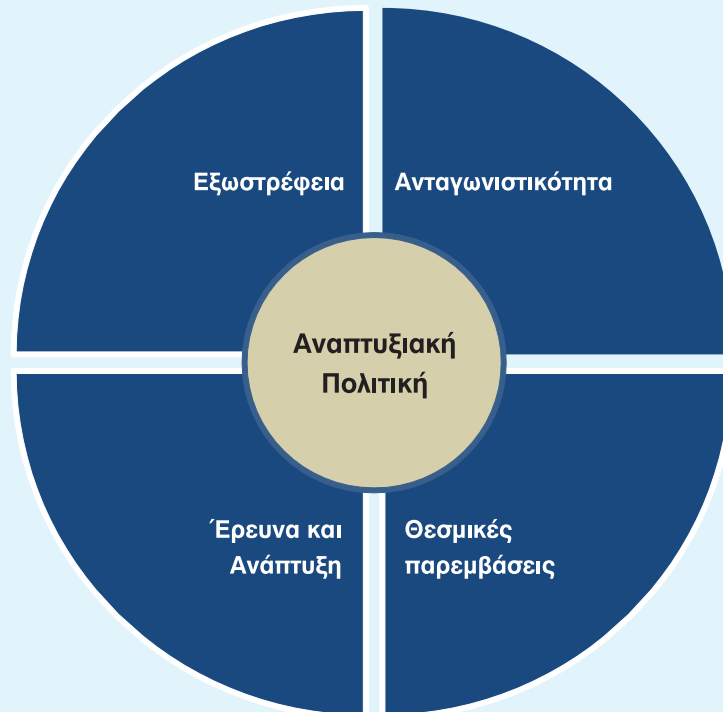 Εξωστρέφεια
Ανταγωνιστικότητα
Αναπτυξιακή
Πολιτική
Έρευνα και
Ανάπτυξη
Θεσμικές
παρεμβάσεις